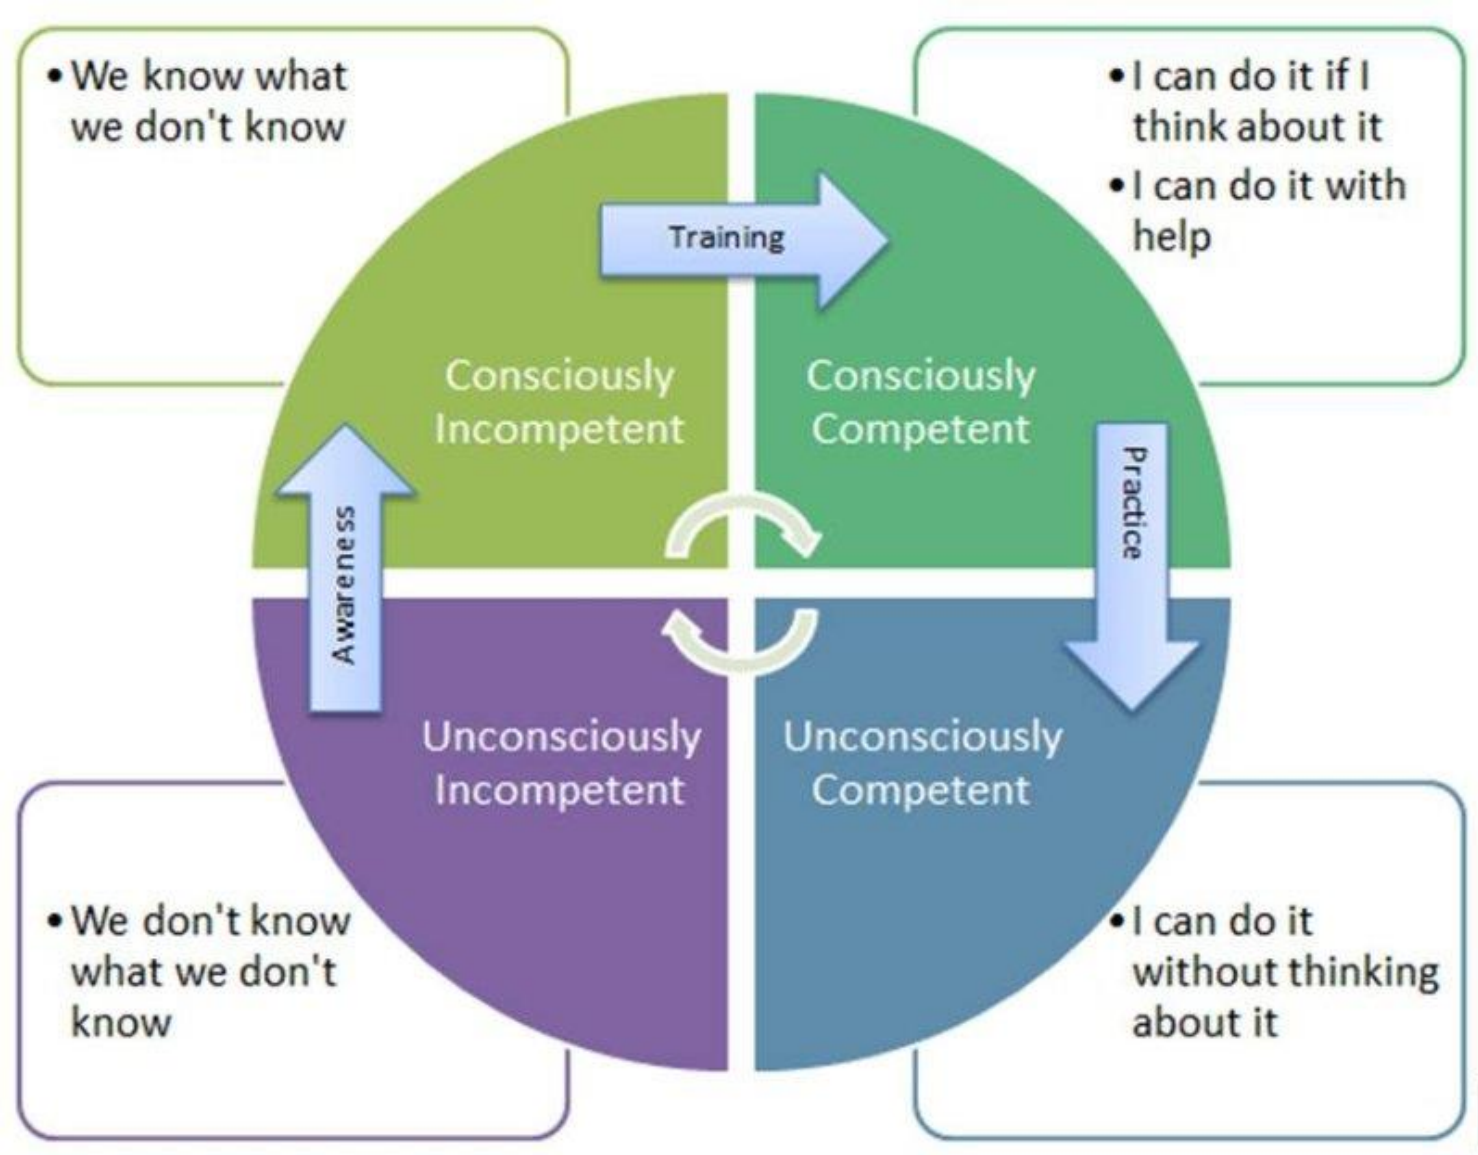 • We know what
we don't know
• I can do it if I
think about it
• I can do it with
help
Training
Consciously
Incompetent
Consciously
Competent
Awareness
Practice
Unconsciously
Incompetent
Unconsciously
Competent
• We don't know
what we don't
know
• I can do it
without thinking
about it